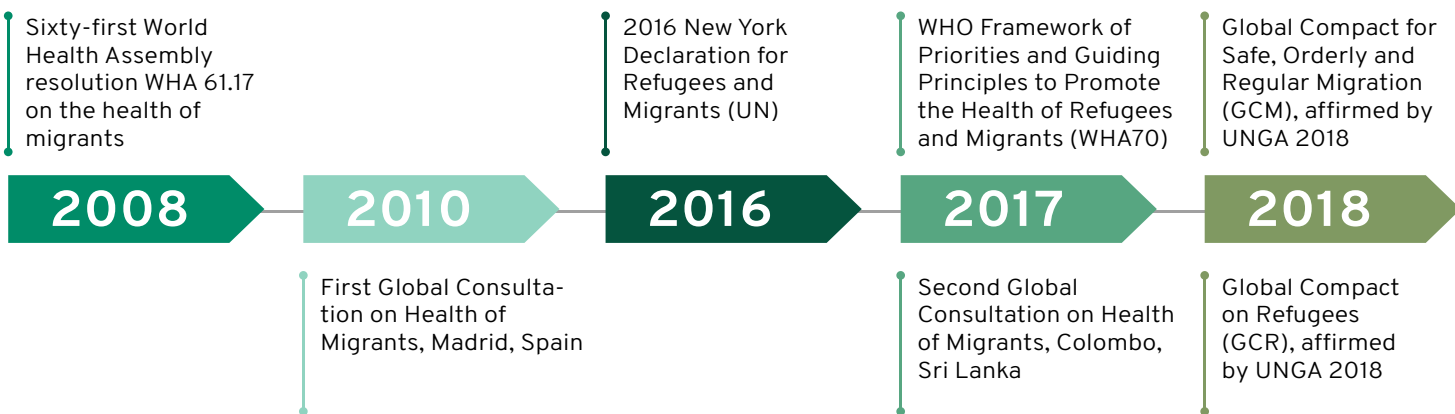 Sixty-first World
Health Assembly
resolution WHA 61.17
on the health of
migrants
2016 New York
Declaration for
Refugees and
Migrants (UN)
WHO Framework of
Priorities and Guiding
Principles to Promote
the Health of Refugees
and Migrants (WHA70)
Global Compact for
Safe, Orderly and
Regular Migration
(GCM), affirmed by
UNGA 2018
2008
2010
2016
2017
2018
First Global Consulta-
tion on Health of
Migrants, Madrid, Spain
Second Global
Consultation on Health
of Migrants, Colombo,
Sri Lanka
Global Compact
on Refugees
(GCR), affirmed
by UNGA 2018